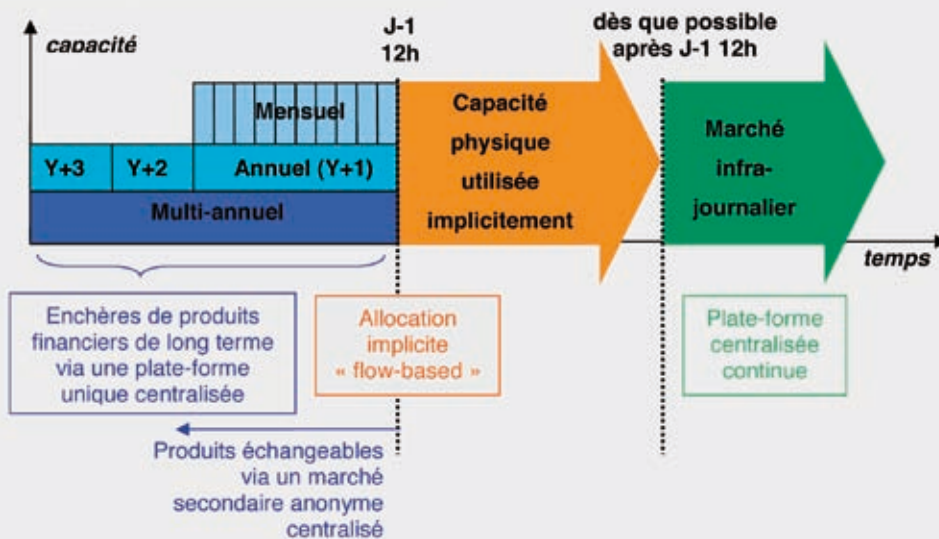 capacité
J-1
12h
dès que possible
après J-1 12h
Mensuel
Y+3
Y+2
Annuel (Y+1)
Multi-annuel
Capacité
physique
utilisée
implicitement
Marché
infra-
journalier
temps
Enchères de produits
financiers de long terme
via une plate-forme
unique centralisée
Allocation
implicite
« flow-based »
Plate-forme
centralisée
continue
Produits échangeables
via un marché
secondaire anonyme
centralisé